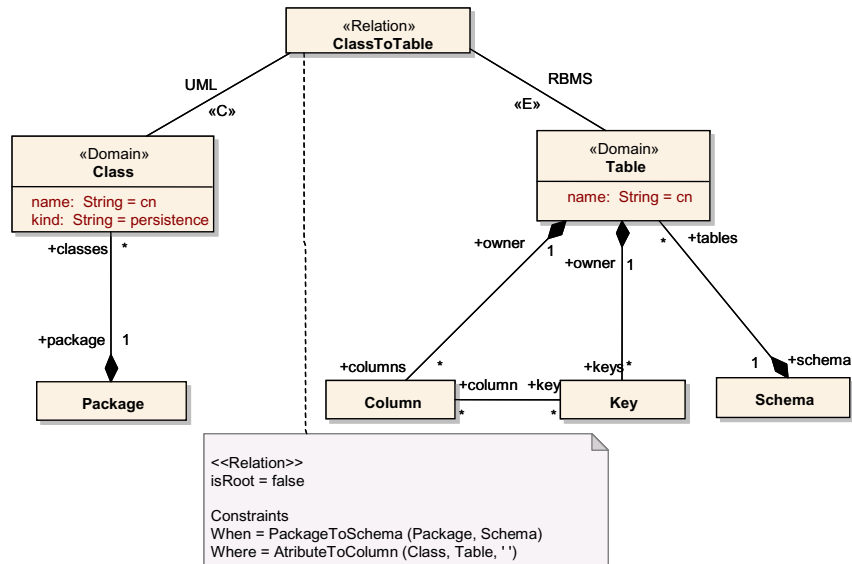 «Relation»
ClassToTable
UML
RBMS
«C»
«E»
«Domain»
Class
name: String = cn
kind: String = persistence
«Domain»
Table
name: String = cn
+classes
*
+owner
1
+owner
1
*
+tables
+package
1
+columns
*
+keys
*
1
+schema
Package
Column
+column
*
+key
*
Key
Schema
<<Relation>>
isRoot = false
Constraints
When = PackageToSchema (Package, Schema)
Where = AtributeToColumn (Class, Table, ' ')